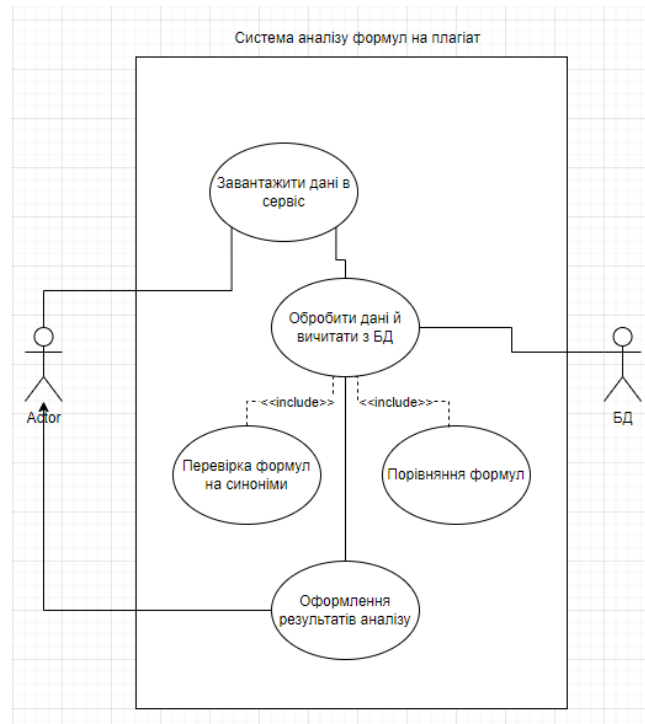 Система аналізу формул на плагіат
Завантажити дані в
сервіс
Обробити дані й
вичитати з БД
Actor
БД
<<include>>
<<include>>
Перевірка формул
на синоніми
Порівняння формул
Оформлення
результатів аналізу